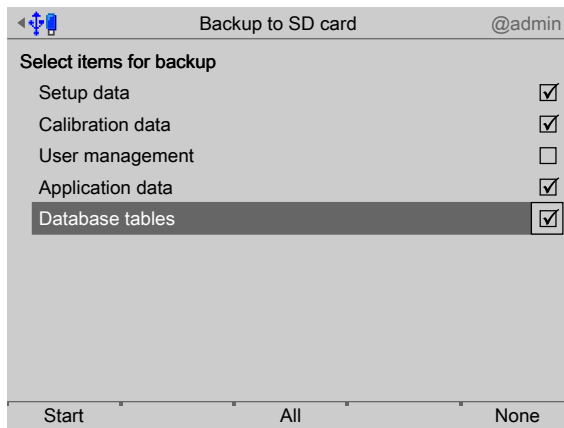 Backup to SD card @admin
Select items for backup
Setup data
Calibration data
User management
Application data
Database tables
Start All None